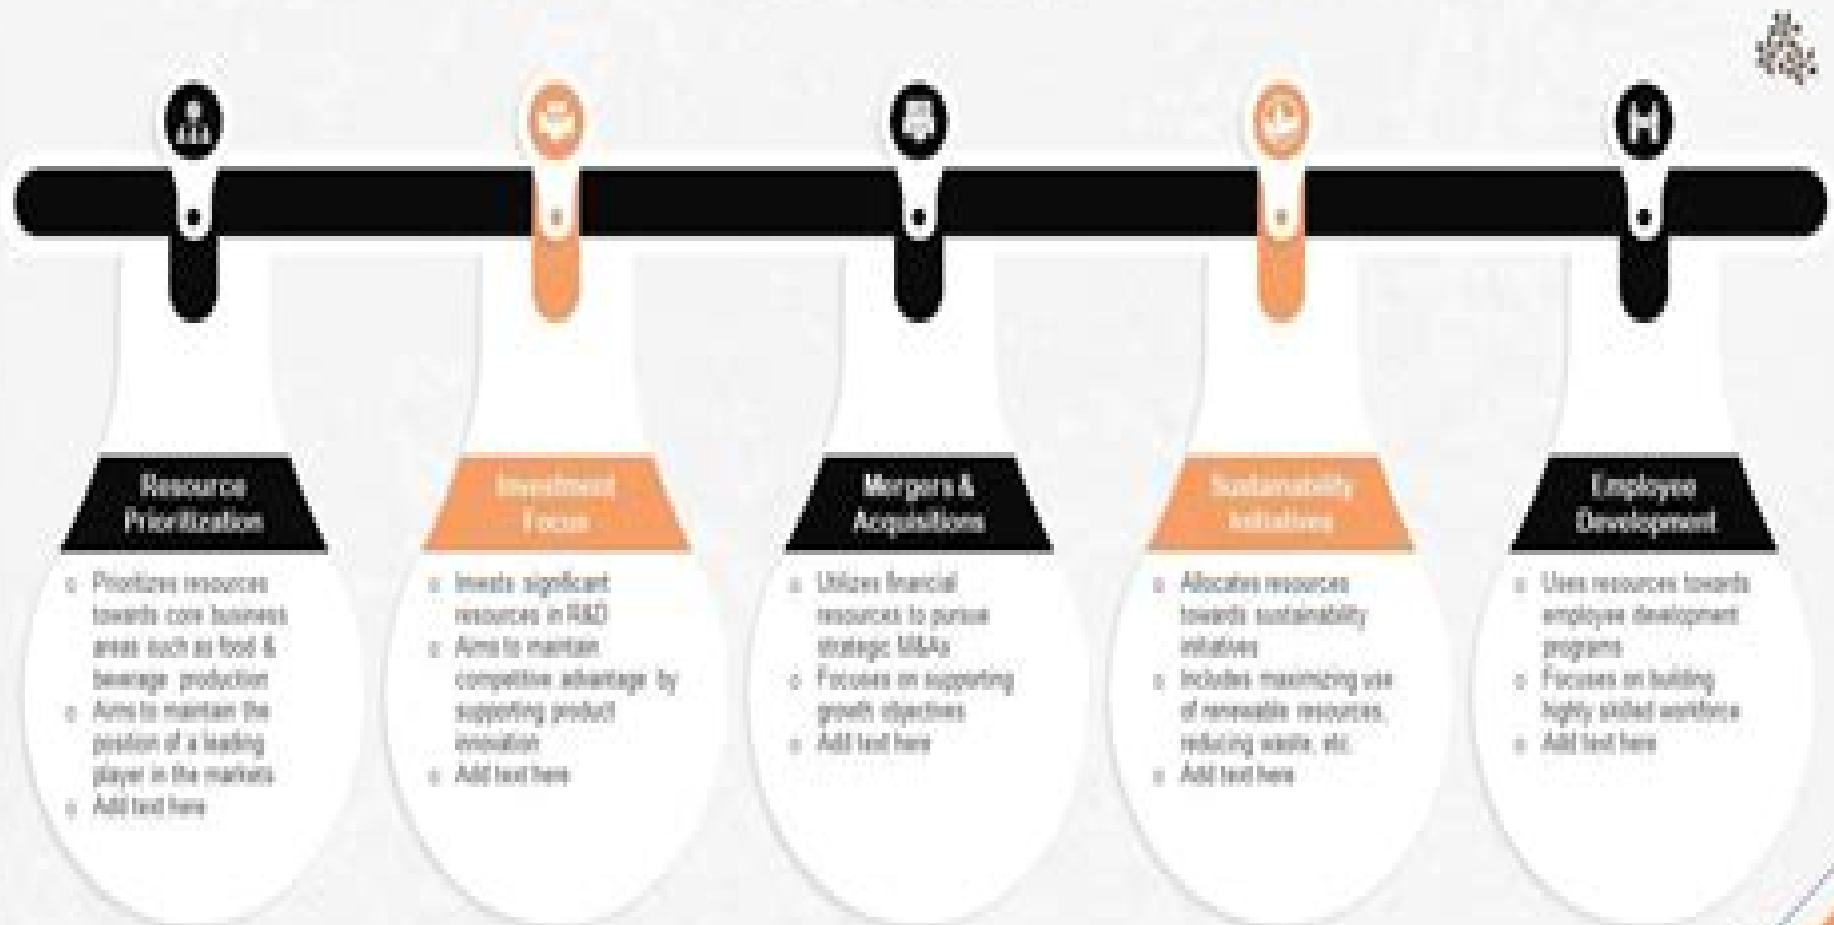 Resource
Prioritization
Prioritizes resources
towards core business
areas such as food &
beverage production
Aims to maintain the
position of a leading
player in the markets
Add text here
Investment
Focus
Invests significant
resources in R&D
Aims to maintain
competitive advantage by
supporting product
innovation
Add text here
Mergers &
Acquisitions
Utilizes financial
resources to pursue
strategic M&As
Focuses on supporting
growth objectives
Add text here
Sustainability
Initiatives
Allocates resources
towards sustainability
initiatives
Includes maximizing use
of renewable resources,
reducing waste, etc.
Add text here
Employee
Development
Uses resources towards
employee development
programs
Focuses on building
highly skilled workforce
Add text here